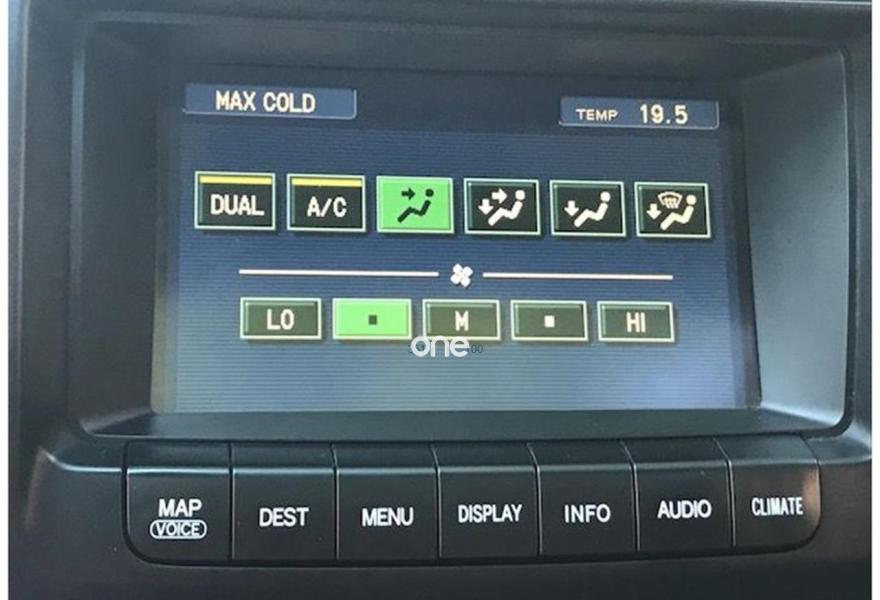 MAX COLD
TEMP 19.5
DUAL
A/C
LO
M
HI
one
MAP
VOICE
DEST
MENU
DISPLAY
INFO
AUDIO
CLIMATE